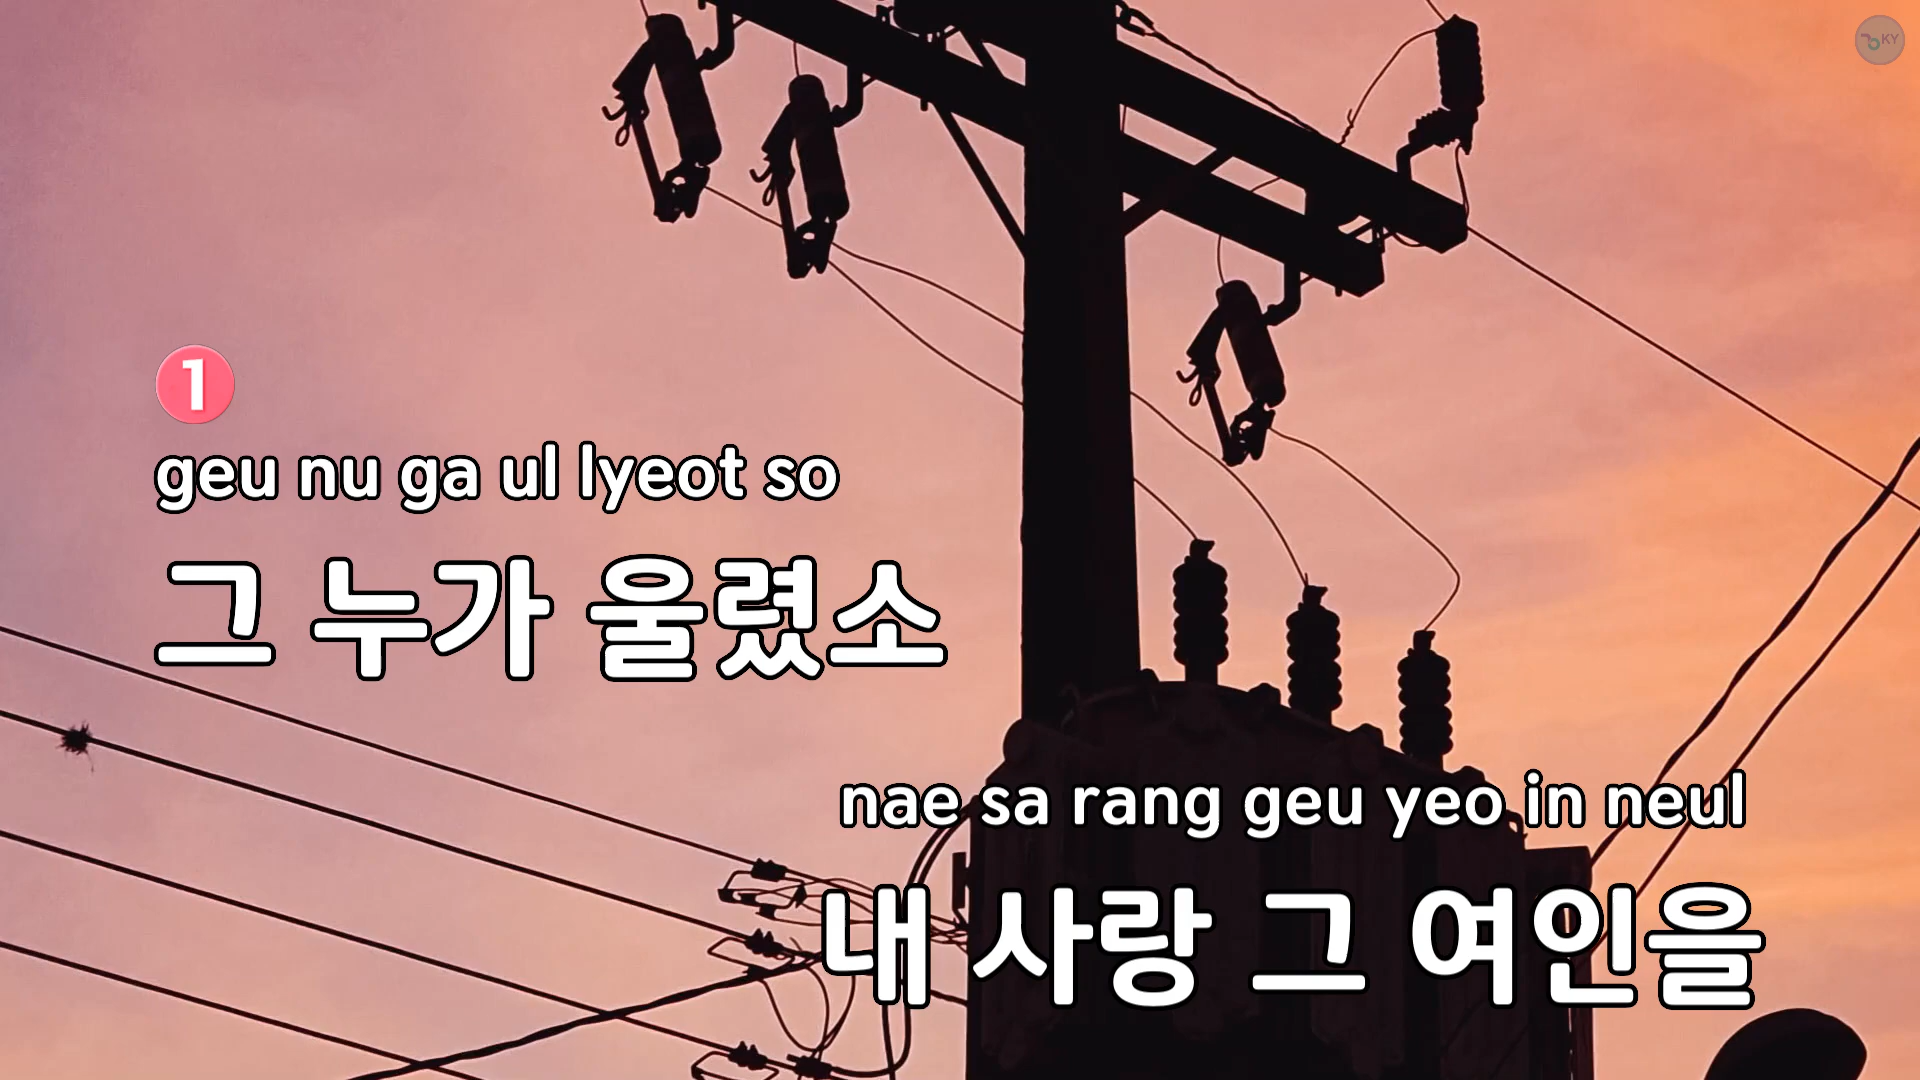 KY
1
geu nu ga ul lyeot so
그 누가 울렸소
nae sa rang geu yeo in neul
내 사랑 그 여인을